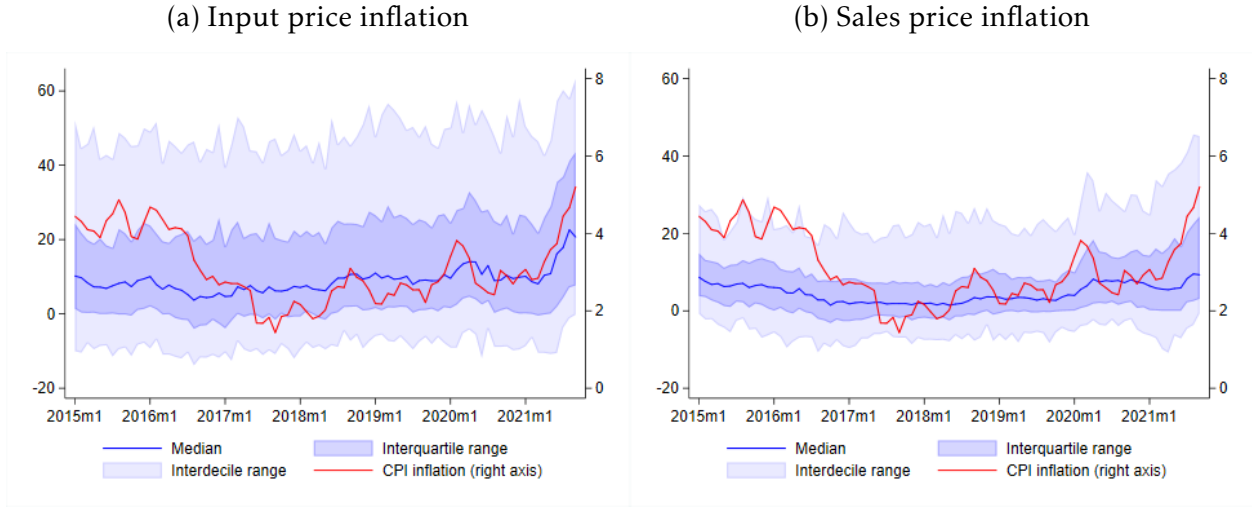 (a) Input price inflation
60
40
20
0
-20
8
6
4
2
0
2015m1 2016m1 2017m1 2018m1 2019m1 2020m1 2021m1
Median
Interquartile range
Interdecile range
CPI inflation (right axis)
(b) Sales price inflation
60
40
20
0
-20
8
6
4
2
0
2015m1 2016m1 2017m1 2018m1 2019m1 2020m1 2021m1
Median
Interquartile range
Interdecile range
CPI inflation (right axis)